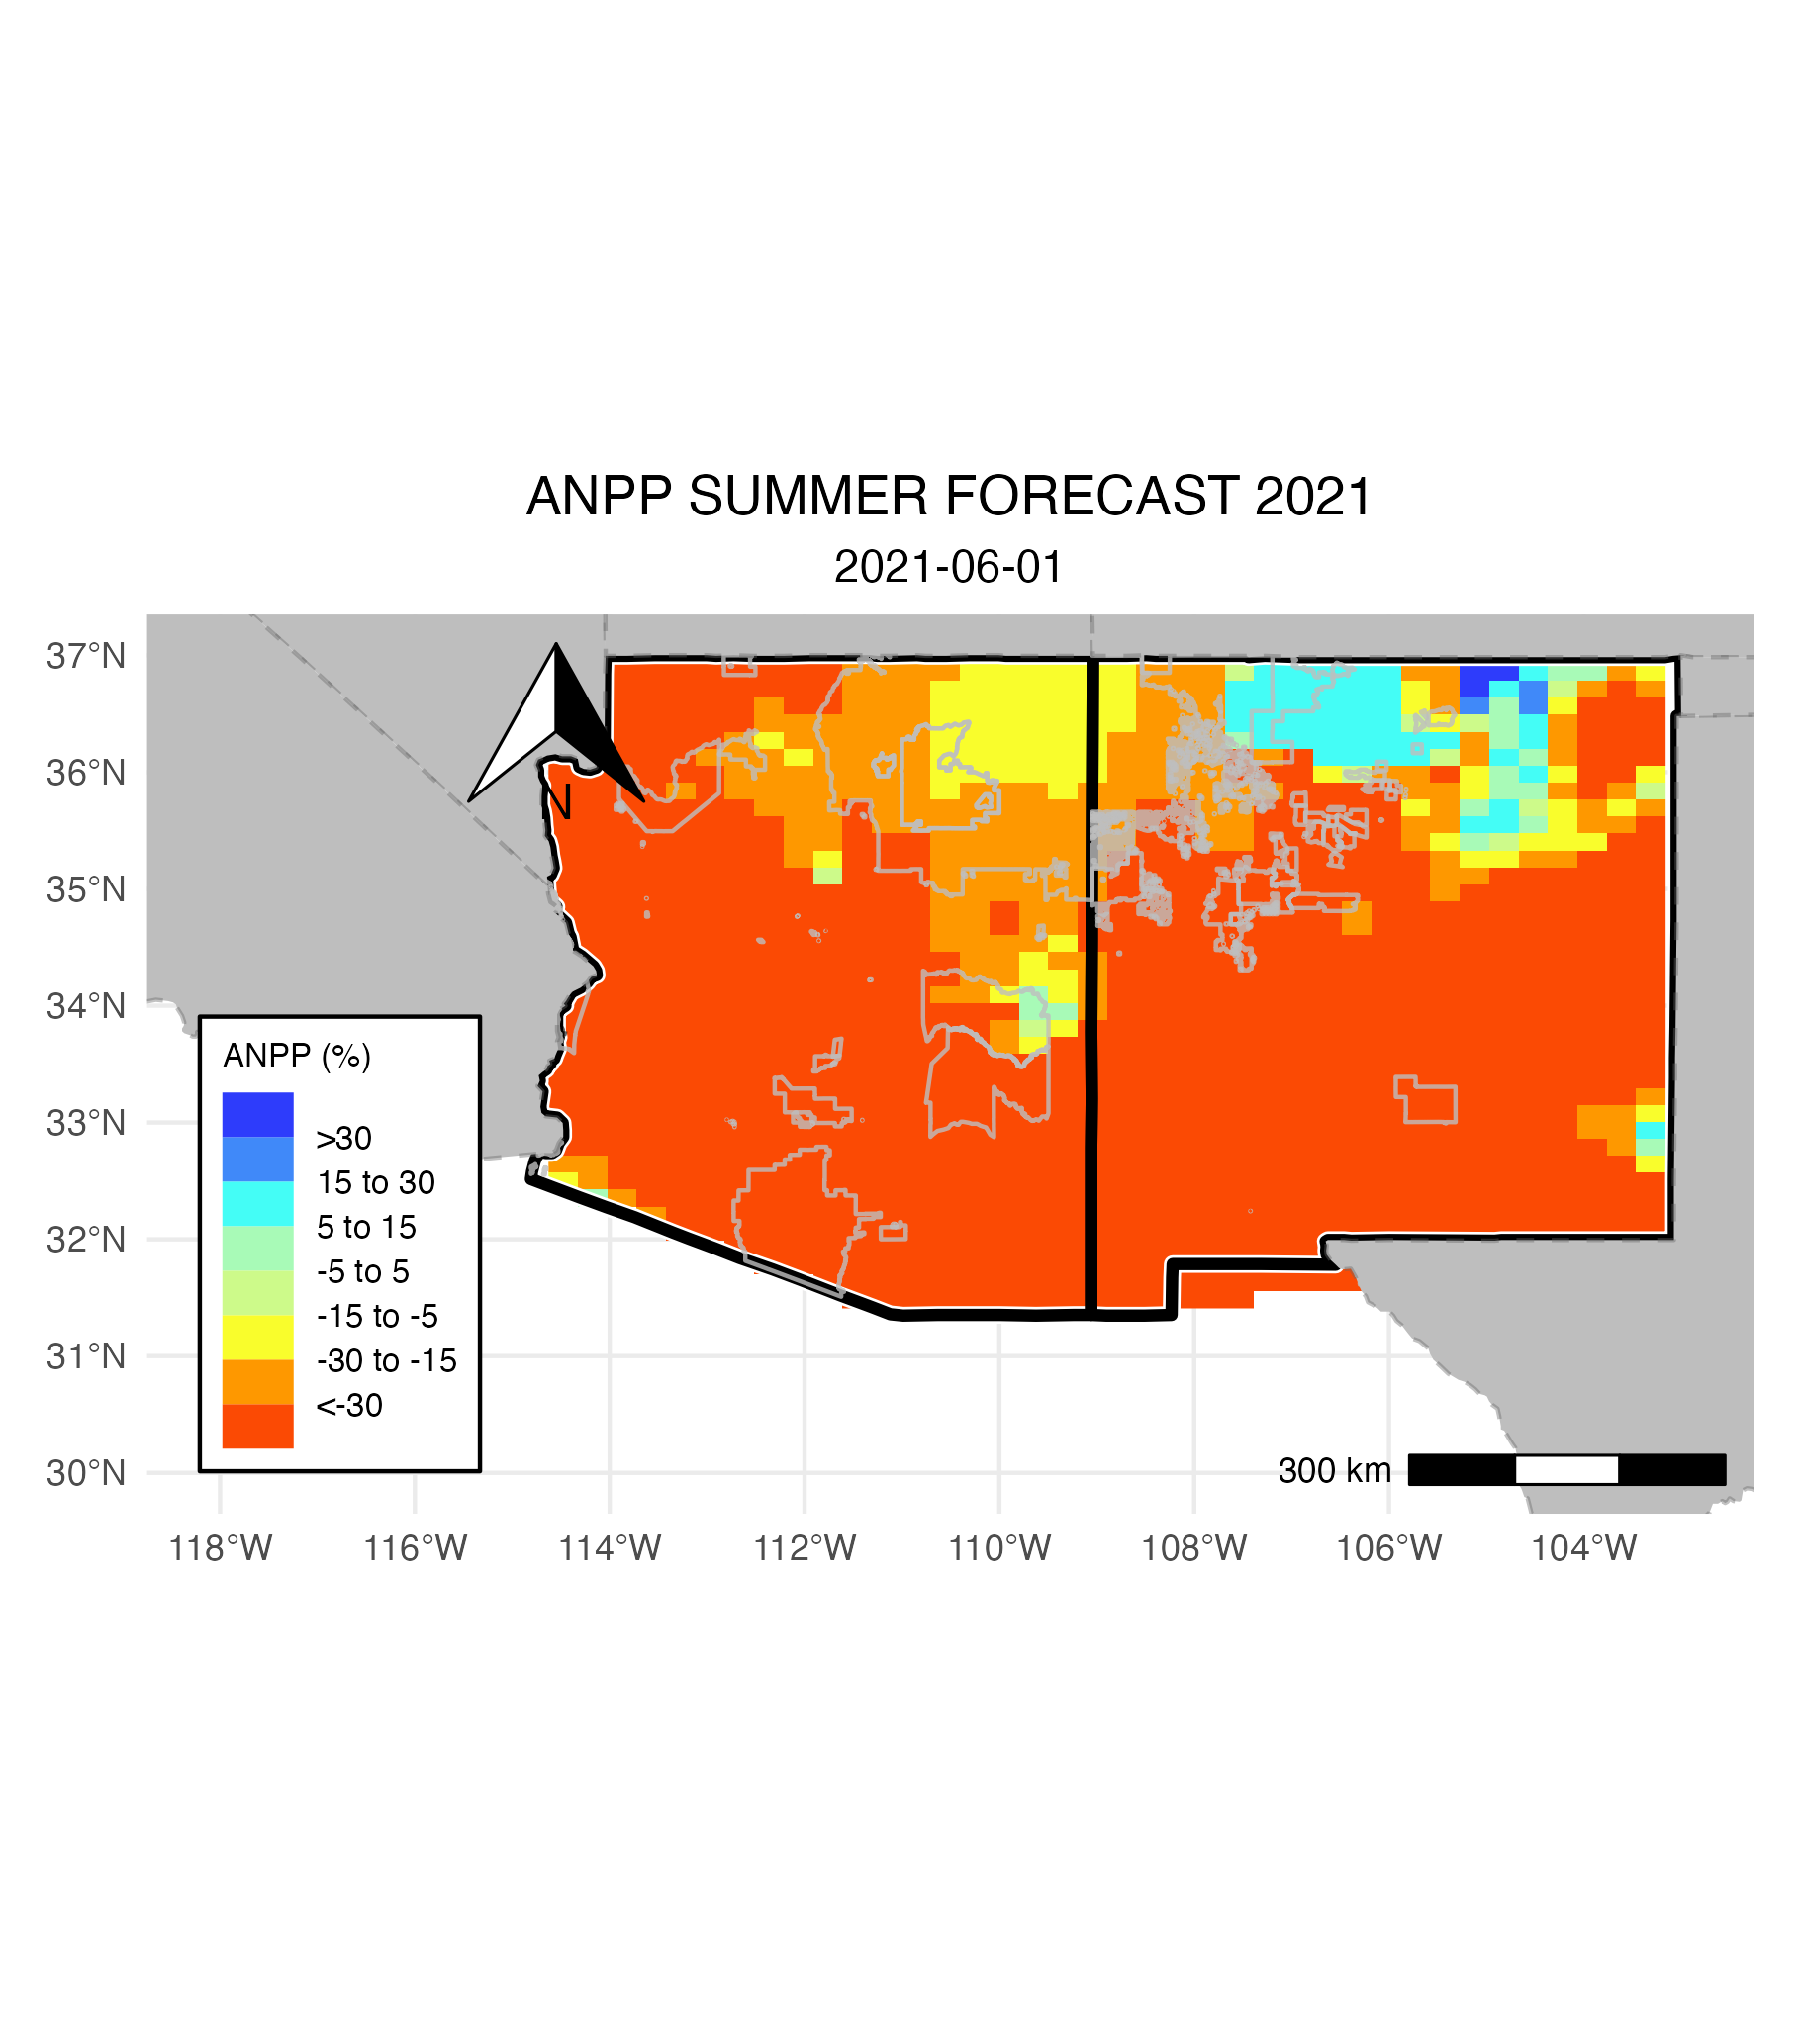 ANPP SUMMER FORECAST 2021
2021-06-01
37°N
36°N
35°N
34°N
33°N
32°N
31°N
30°N
N
ANPP (%)
>30
15 to 30
5 to 15
-5 to 5
-15 to -5
-30 to -15
<-30
300 km
118°W 116°W 114°W 112°W 110°W 108°W 106°W 104°W